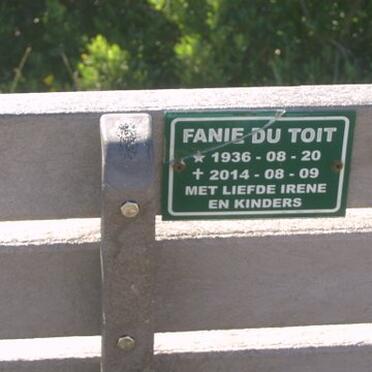 FANIE DU TOIT
★ 1936 - 08 - 20
✝ 2014 - 08 - 09
MET LIEFDE IRENE
EN KINDERS